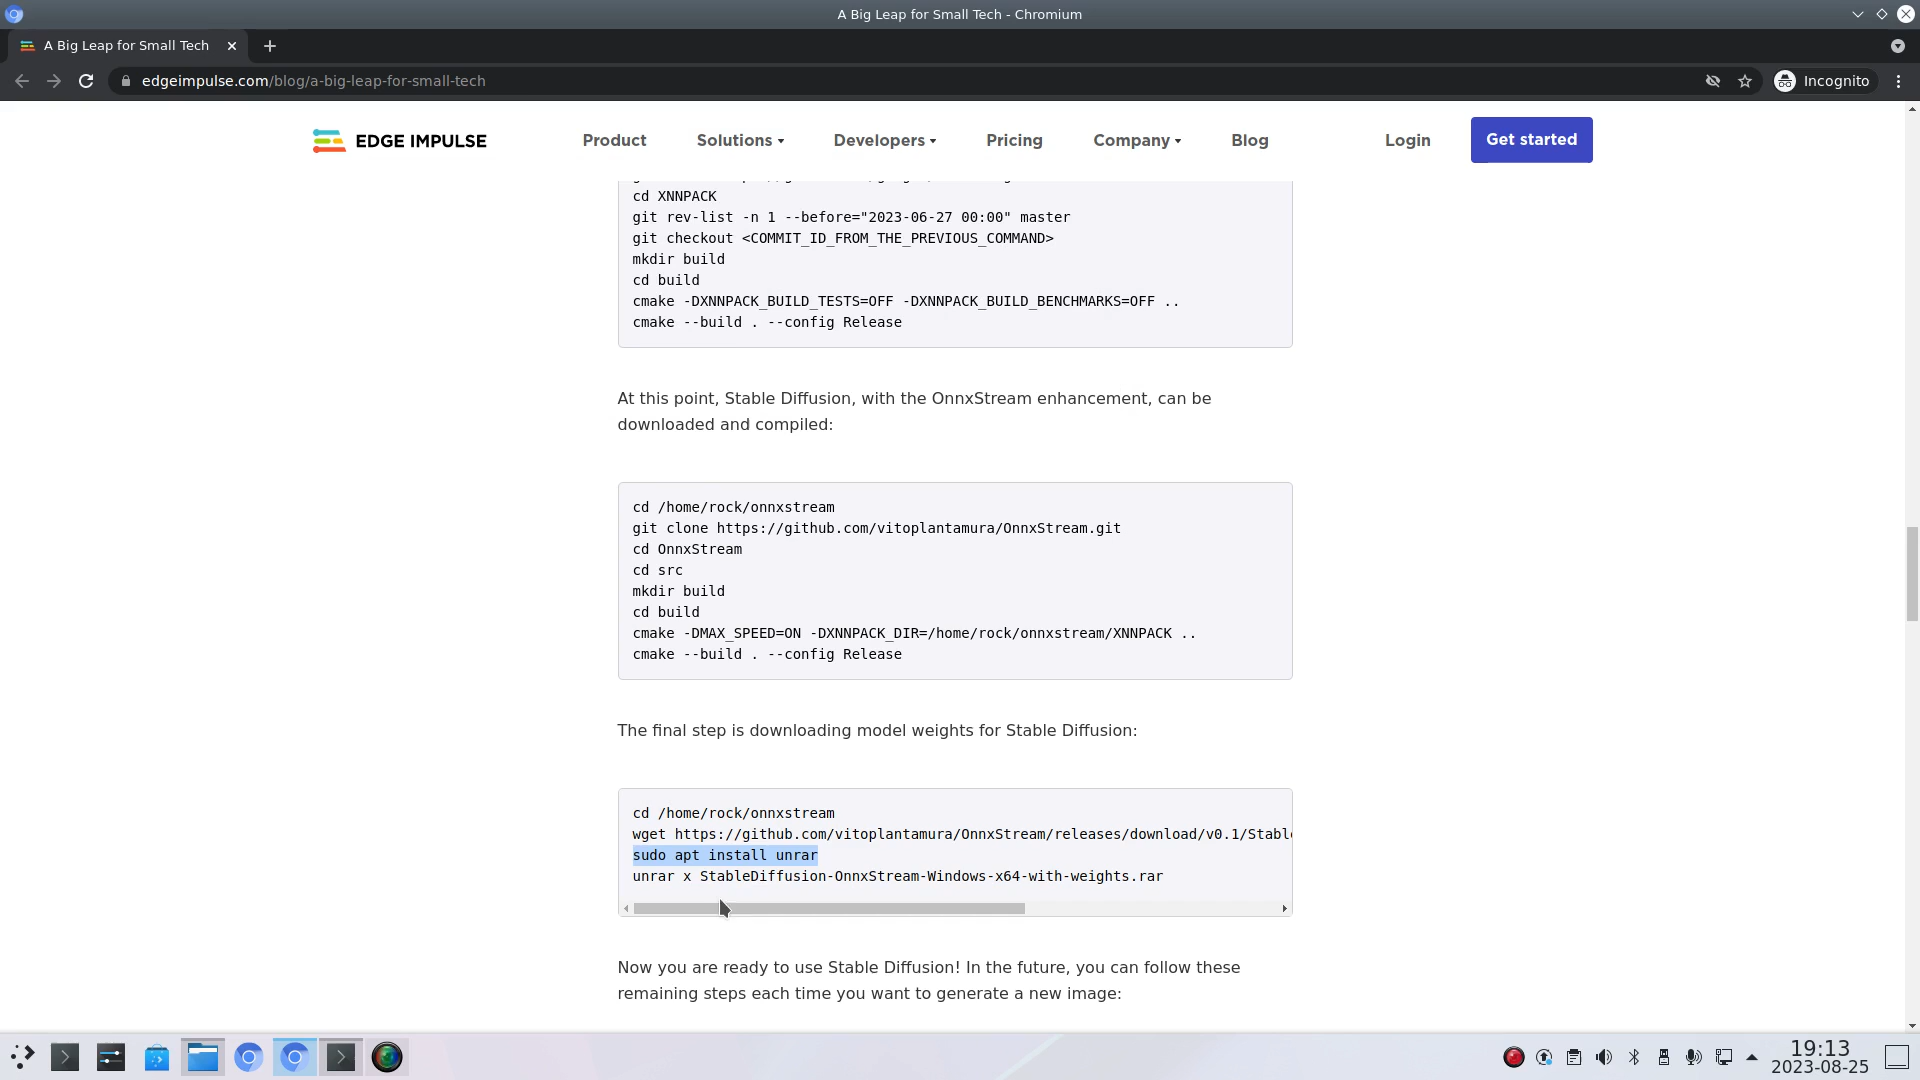 A Big Leap for Small Tech - Chromium
A Big Leap for Small Tech
edgeimpulse.com/blog/a-big-leap-for-small-tech
Incognito
EDGE IMPULSE
Product
Solutions
Developers
Pricing
Company
Blog
Login
Get started
cd XNNPACK
git rev-list -n 1 --before="2023-06-27 00:00" master
git checkout <COMMIT_ID_FROM_THE_PREVIOUS_COMMAND>
mkdir build
cd build
cmake -DXNNPACK_BUILD_TESTS=OFF -DXNNPACK_BUILD_BENCHMARKS=OFF ..
cmake --build . --config Release
At this point, Stable Diffusion, with the OnnxStream enhancement, can be
downloaded and compiled:
cd /home/rock/onnxstream
git clone https://github.com/vitoplantamura/OnnxStream.git
cd OnnxStream
cd src
mkdir build
cd build
cmake -DMAX_SPEED=ON -DXNNPACK_DIR=/home/rock/onnxstream/XNNPACK ..
cmake --build . --config Release
The final step is downloading model weights for Stable Diffusion:
cd /home/rock/onnxstream
wget https://github.com/vitoplantamura/OnnxStream/releases/download/v0.1/Stable
sudo apt install unrar
unrar x StableDiffusion-OnnxStream-Windows-x64-with-weights.rar
Now you are ready to use Stable Diffusion! In the future, you can follow these
remaining steps each time you want to generate a new image:
19:13
2023-08-25